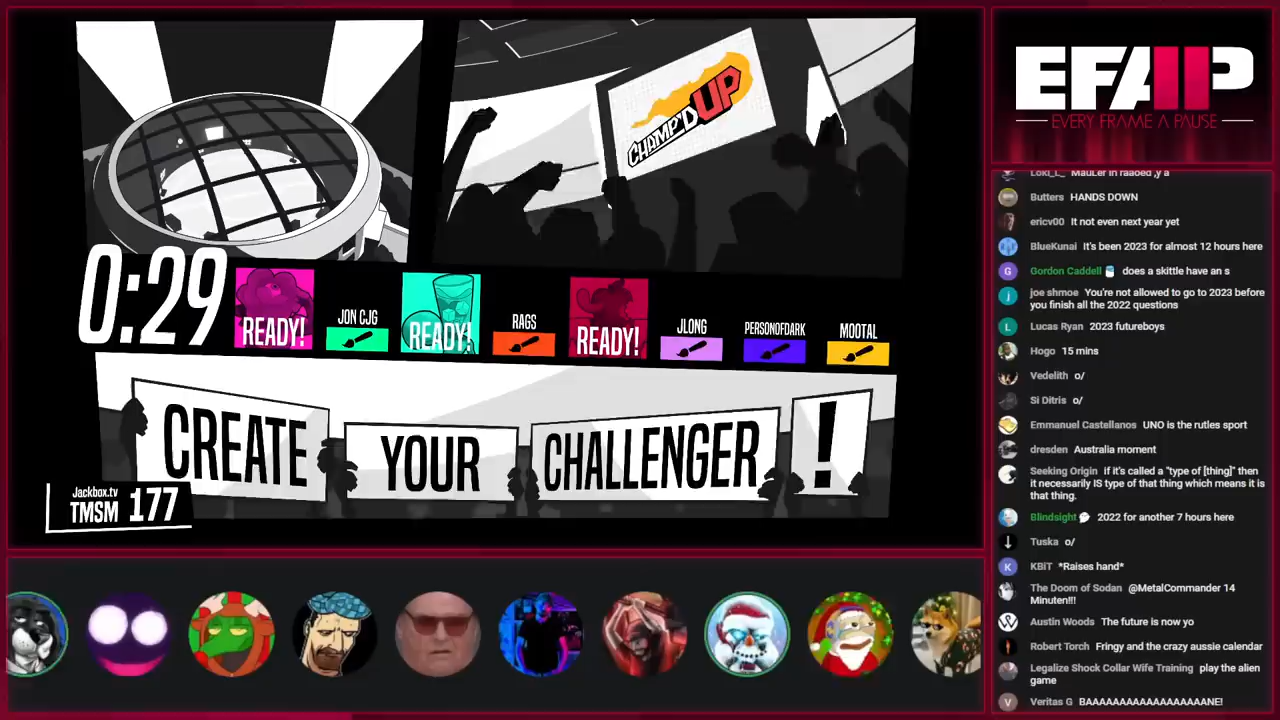 CHAMP'D UP
0:29
READY!
JON CJG
READY!
RAGS
READY!
JLONG
PERSONOFDARK
MOOTAL
CREATE
YOUR
CHALLENGER
!
Jackbox.tv
TMSM 177
EFAP
EVERY FRAME A PAUSE
Loki_L_ MauLer in raaoed ,y a
Butters HANDS DOWN
ericv00 It not even next year yet
BlueKunai It's been 2023 for almost 12 hours here
G
Gordon Caddell does a skittle have an s
j
joe shmoe You're not allowed to go to 2023 before
you finish all the 2022 questions
L
Lucas Ryan 2023 futureboys
Hogo 15 mins
Vedelith o/
Si Ditris o/
Emmanuel Castellanos UNO is the rutles sport
dresden Australia moment
Seeking Origin if it's called a "type of [thing]" then
it necessarily IS type of that thing which means it is
that thing.
Blindsight 2022 for another 7 hours here
Tuska o/
K
KBiT *Raises hand*
The Doom of Sodan @MetalCommander 14
Minuten!!!
Austin Woods The future is now yo
Robert Torch Fringy and the crazy aussie calendar
Legalize Shock Collar Wife Training play the alien
game
V
Veritas G BAAAAAAAAAAAAAAAAANE!